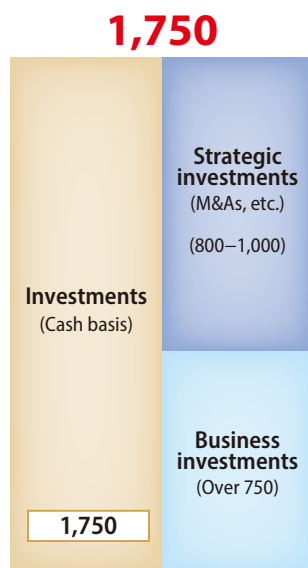 1,750
Investments
(Cash basis)
1,750
Strategic
investments
(M&As, etc.)
(800–1,000)
Business
investments
(Over 750)